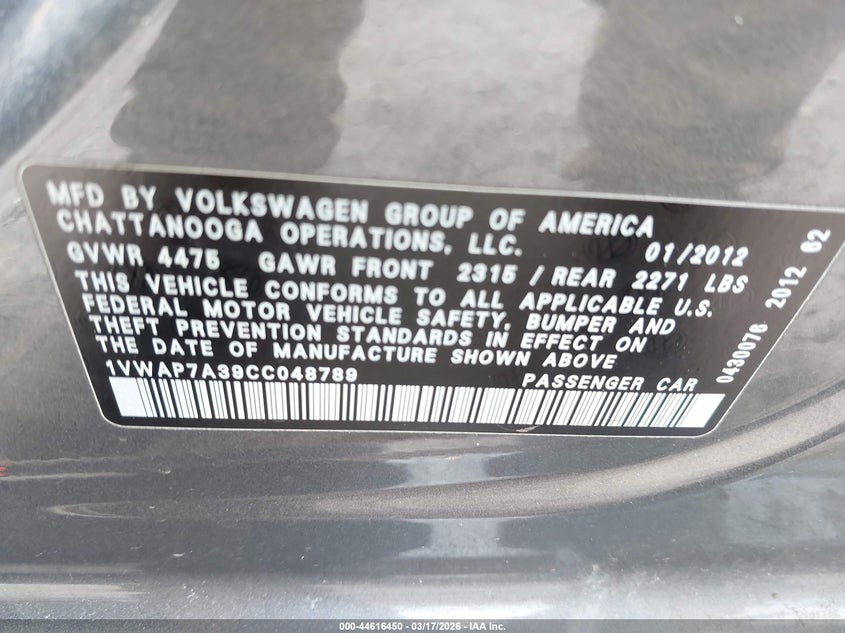 MFD BY VOLKSWAGEN GROUP OF AMERICA
CHATTANOOGA OPERATIONS, LLC. 01/2012
GVWR 4475 GAWR FRONT 2315 / REAR 2271 LBS
THIS VEHICLE CONFORMS TO ALL APPLICABLE U.S.
FEDERAL MOTOR VEHICLE SAFETY, BUMPER AND
THEFT PREVENTION STANDARDS IN EFFECT ON
THE DATE OF MANUFACTURE SHOWN ABOVE
1VWAP7A39CC048789 PASSENGER CAR
0430076 2012 62
000-44616450 — 03/17/2026 — IAA Inc.